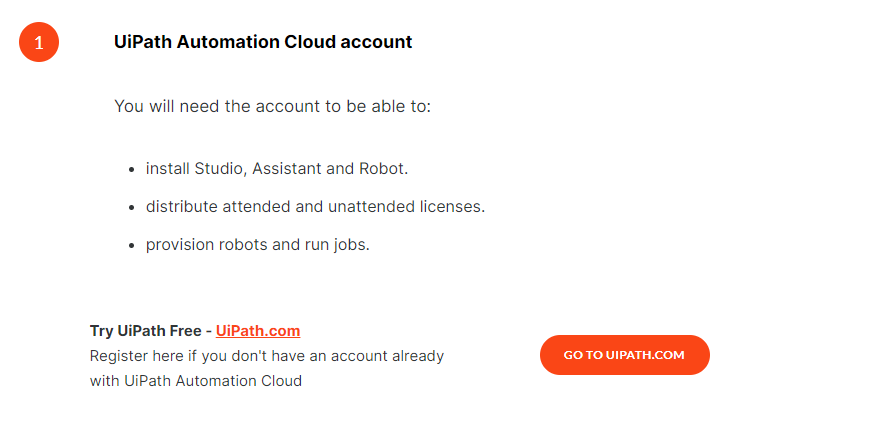 1
UiPath Automation Cloud account
You will need the account to be able to:
• install Studio, Assistant and Robot.
• distribute attended and unattended licenses.
• provision robots and run jobs.
Try UiPath Free - UiPath.com
Register here if you don't have an account already
with UiPath Automation Cloud
GO TO UIPATH.COM